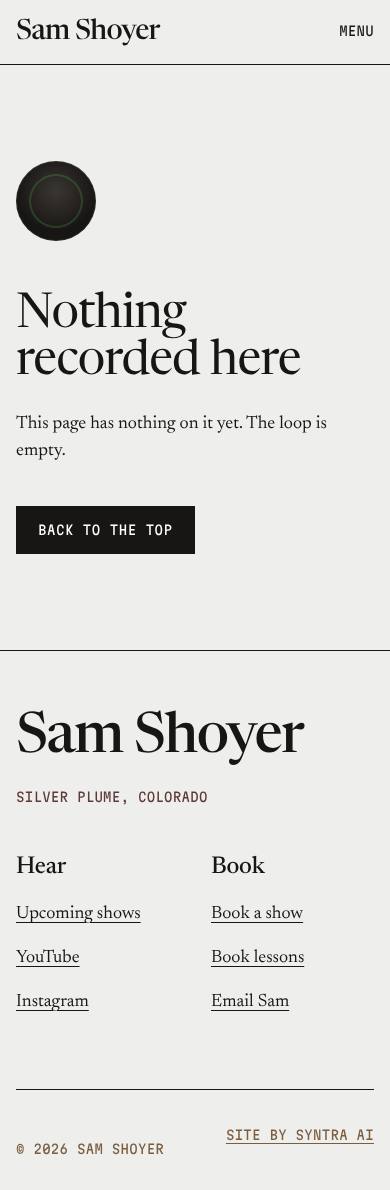 Sam Shoyer
MENU
Nothing
recorded here
This page has nothing on it yet. The loop is
empty.
BACK TO THE TOP
Sam Shoyer
SILVER PLUME, COLORADO
Hear
Upcoming shows
YouTube
Instagram
Book
Book a show
Book lessons
Email Sam
© 2026 SAM SHOYER
SITE BY SYNTRA AI